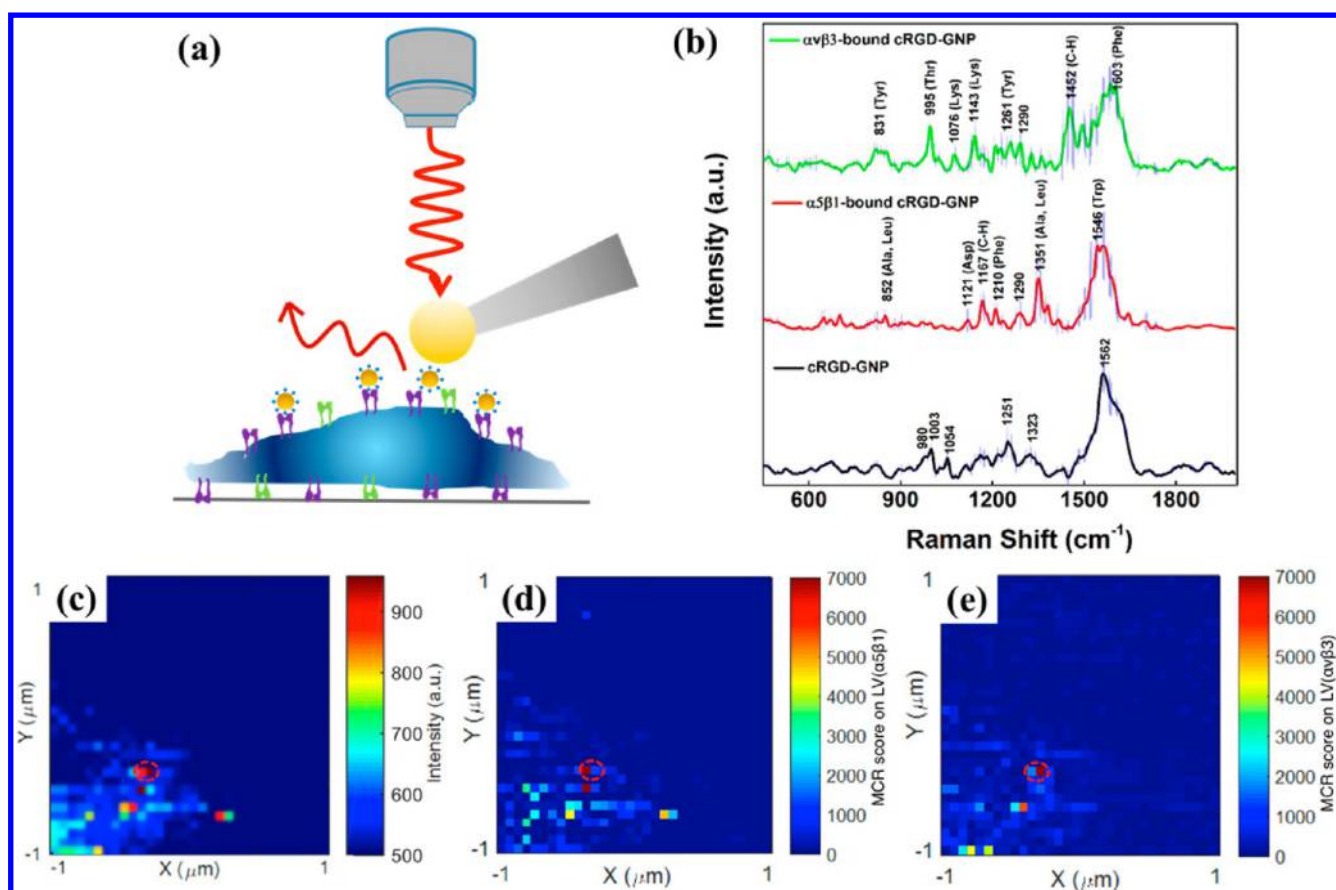 (a)
(b)
αvβ3-bound cRGD-GNP
831 (Tyr)
995 (Thr)
1076 (Lys)
1143 (Lys)
1261 (Tyr)
1290
1452 (C-H)
1603 (Phe)
α5β1-bound cRGD-GNP
852 (Ala, Leu)
1121 (Asp)
1167 (C-H)
1210 (Phe)
1290
1351 (Ala, Leu)
1546 (Trp)
cRGD-GNP
980
1003
1054
1251
1323
1562
Intensity (a.u.)
600 900 1200 1500 1800
Raman Shift (cm⁻¹)
(c)
1
Y (μm)
-1
-1 X (μm) 1
900
800
700
600
500
Intensity (a.u.)
(d)
1
Y (μm)
-1
-1 X (μm) 1
7000
6000
5000
4000
3000
2000
1000
0
MCR score on LV(α5β1)
(e)
1
Y (μm)
-1
-1 X (μm) 1
7000
6000
5000
4000
3000
2000
1000
0
MCR score on LV(αvβ3)